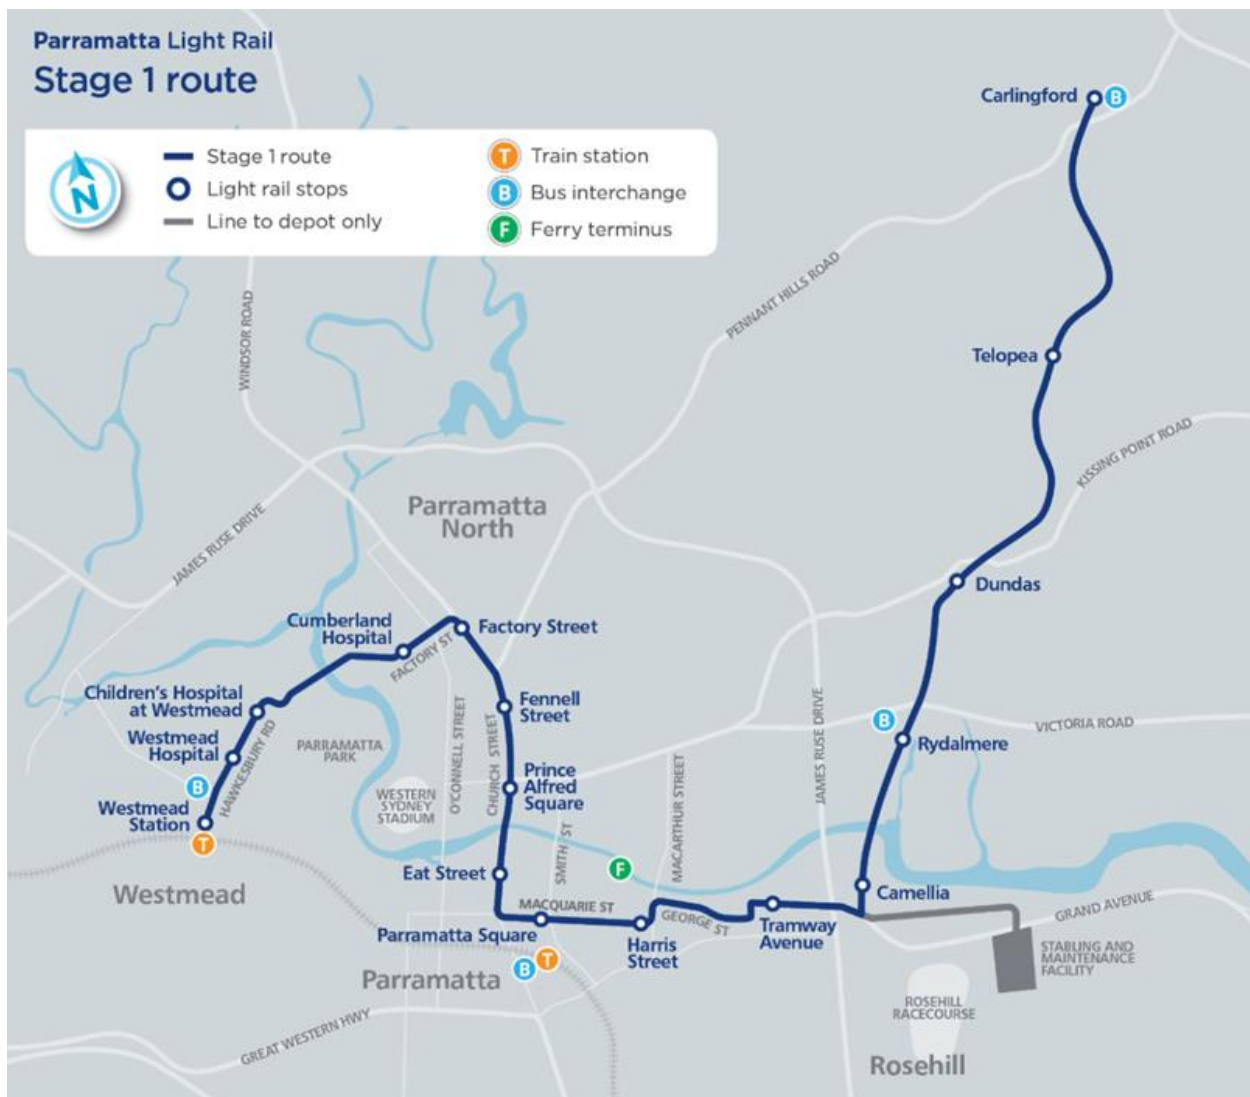 Parramatta Light Rail
Stage 1 route
N
Stage 1 route
Light rail stops
Line to depot only
T Train station
B Bus interchange
F Ferry terminus
Carlingford B
WINDSOR ROAD
PENNANT HILLS ROAD
Telopea
KISSING POINT ROAD
JAMES RUSE DRIVE
Parramatta
North
Dundas
Cumberland
Hospital
Factory Street
FACTORY ST
Children's Hospital
at Westmead
Fennell
Street
O'CONNELL STREET
CHURCH STREET
JAMES RUSE DRIVE
VICTORIA ROAD
B
Rydalmere
Westmead
Hospital
HAWKESBURY RD
PARRAMATTA
PARK
Prince
Alfred
Square
MACARTHUR STREET
B
WESTERN
SYDNEY
STADIUM
Westmead
Station
T
SMITH ST
F
Eat Street
Westmead
Camellia
MACQUARIE ST
GEORGE ST
GRAND AVENUE
Parramatta Square
Harris
Street
Tramway
Avenue
STABLING AND
MAINTENANCE
FACILITY
B T
Parramatta
ROSEHILL
RACECOURSE
GREAT WESTERN HWY
Rosehill